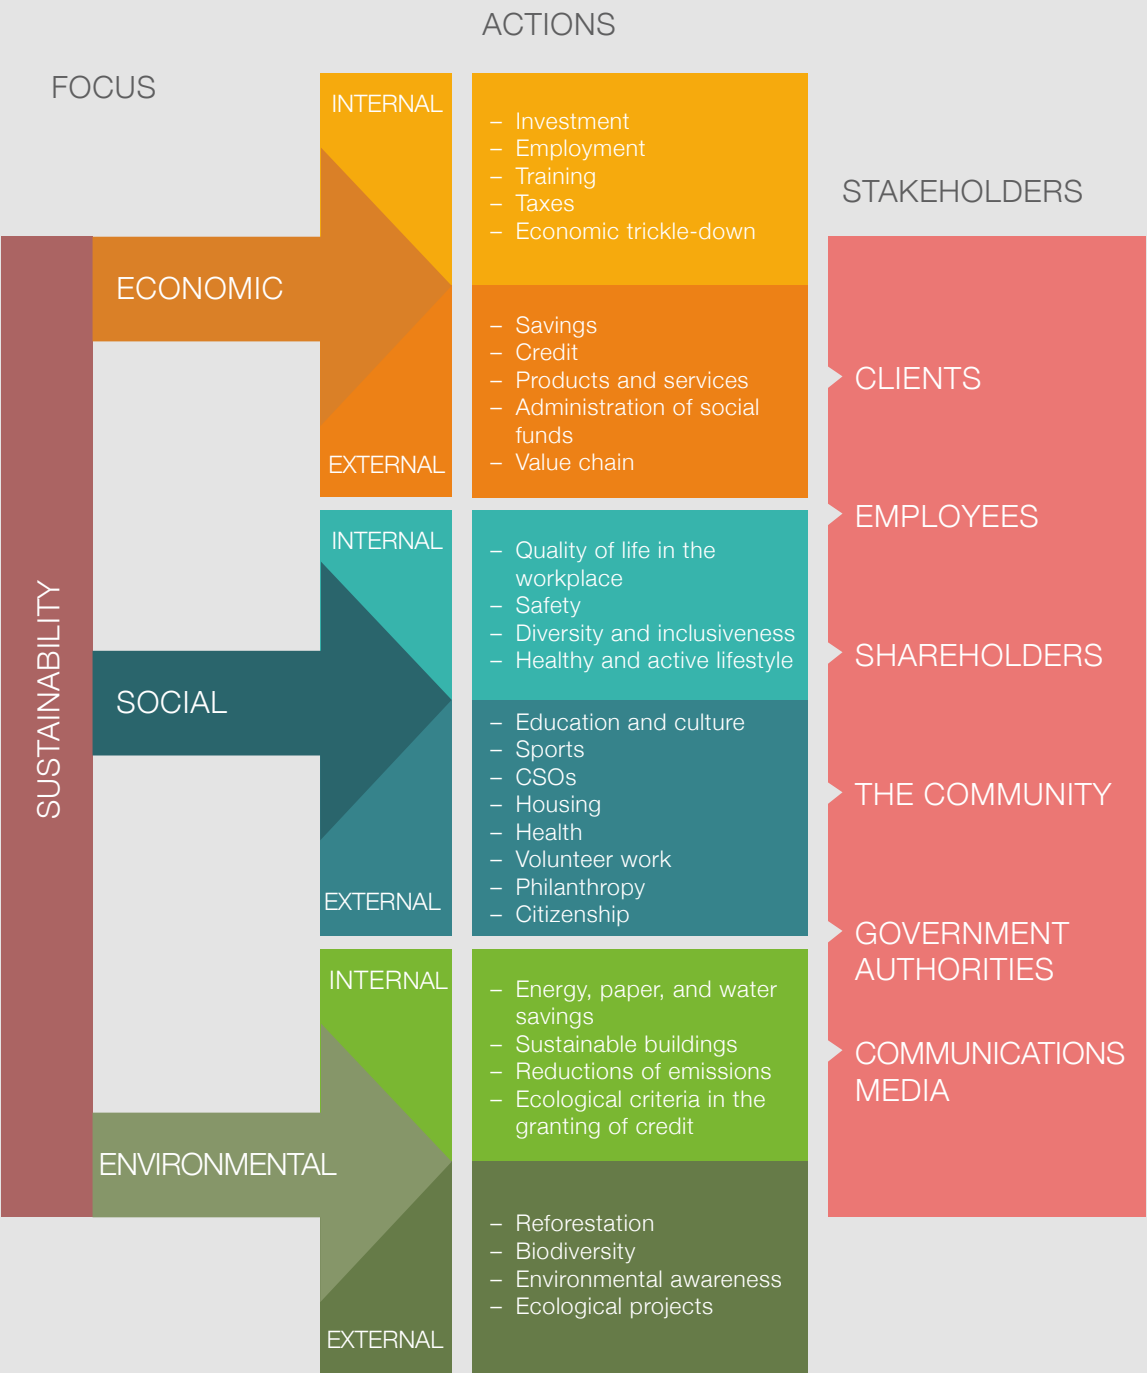 ACTIONS
FOCUS
STAKEHOLDERS
SUSTAINABILITY
ECONOMIC
INTERNAL
– Investment
– Employment
– Training
– Taxes
– Economic trickle-down
EXTERNAL
– Savings
– Credit
– Products and services
– Administration of social
funds
– Value chain
SOCIAL
INTERNAL
– Quality of life in the
workplace
– Safety
– Diversity and inclusiveness
– Healthy and active lifestyle
EXTERNAL
– Education and culture
– Sports
– CSOs
– Housing
– Health
– Volunteer work
– Philanthropy
– Citizenship
ENVIRONMENTAL
INTERNAL
– Energy, paper, and water
savings
– Sustainable buildings
– Reductions of emissions
– Ecological criteria in the
granting of credit
EXTERNAL
– Reforestation
– Biodiversity
– Environmental awareness
– Ecological projects
CLIENTS
EMPLOYEES
SHAREHOLDERS
THE COMMUNITY
GOVERNMENT
AUTHORITIES
COMMUNICATIONS
MEDIA